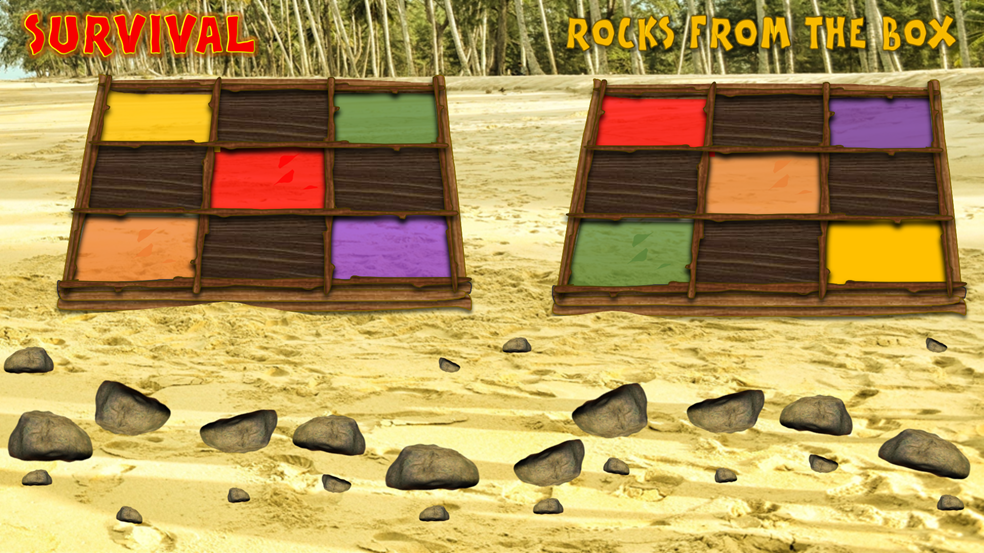 SURVIVAL
ROCKS FROM THE BOX